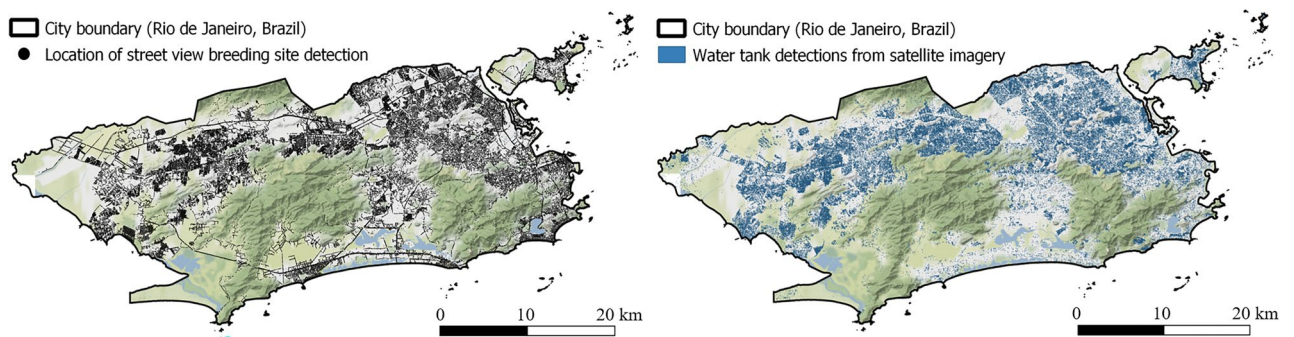 City boundary (Rio de Janeiro, Brazil)
Location of street view breeding site detection
0 10 20 km
City boundary (Rio de Janeiro, Brazil)
Water tank detections from satellite imagery
0 10 20 km